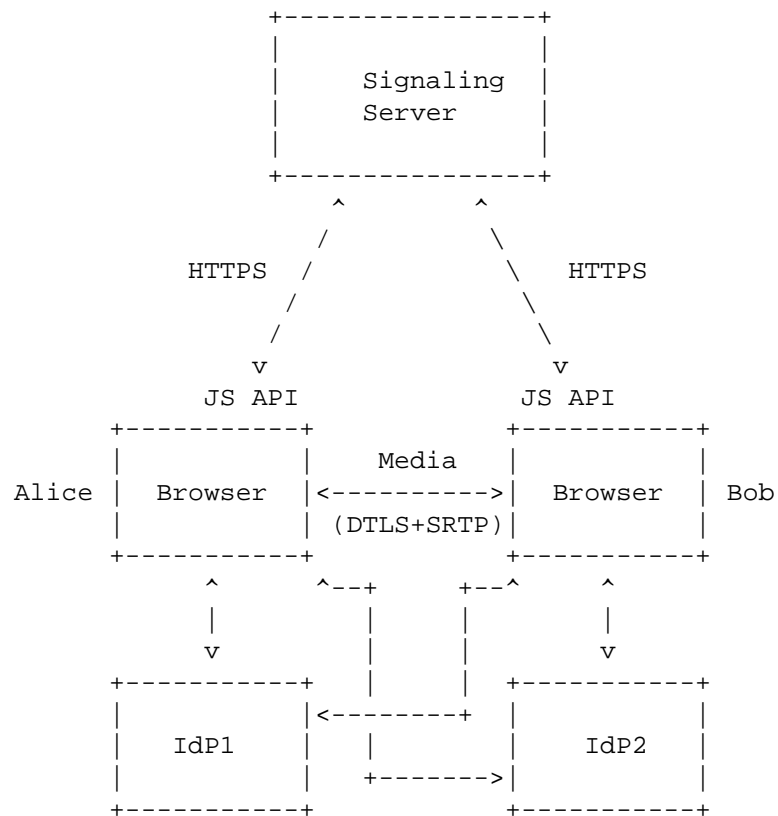 Signaling
Server
HTTPS HTTPS
JS API JS API
Media
Alice Browser Browser Bob
(DTLS+SRTP)
IdP1 IdP2